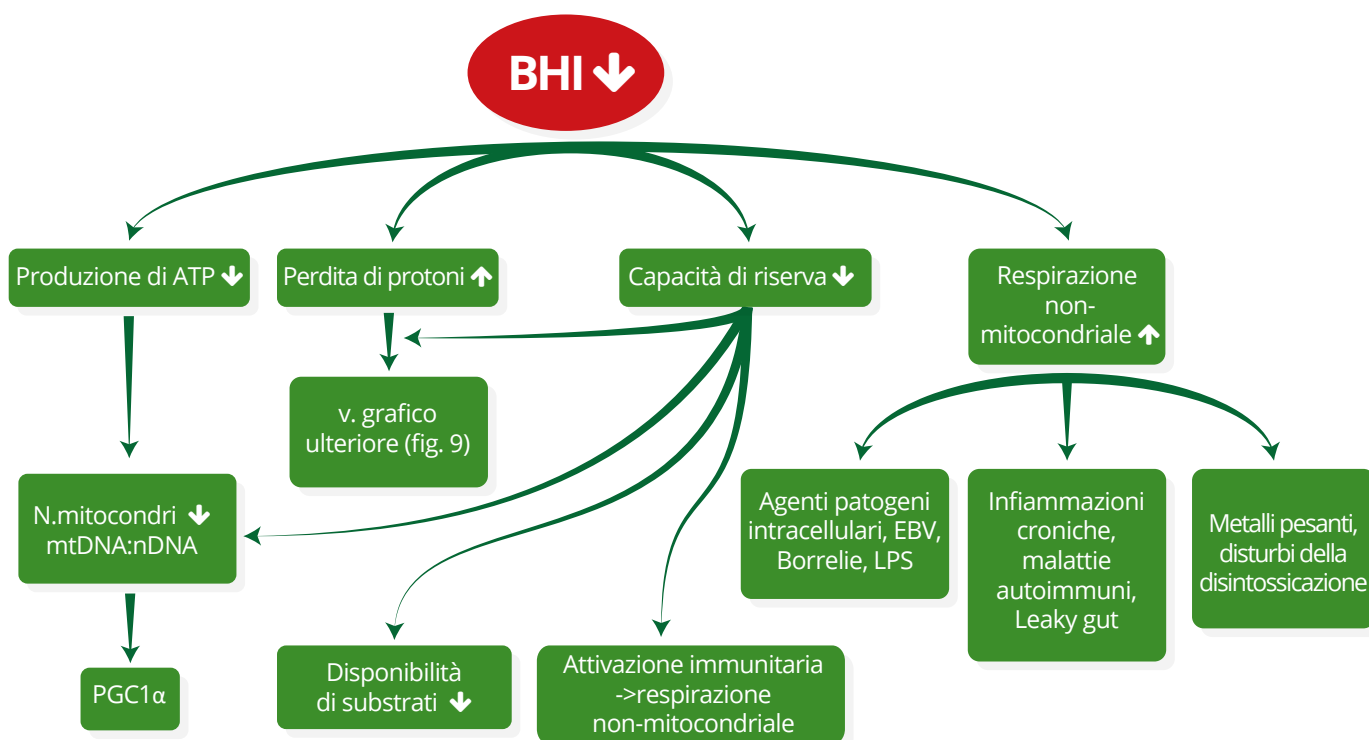 BHI ↓
Produzione di ATP ↓
Perdita di protoni ↑
Capacità di riserva ↓
Respirazione
non-
mitocondriale ↑
v. grafico
ulteriore (fig. 9)
N.mitocondri ↓
mtDNA:nDNA
Agenti patogeni
intracellulari, EBV,
Borrelie, LPS
Infiammazioni
croniche,
malattie
autoimmuni,
Leaky gut
Metalli pesanti,
disturbi della
disintossicazione
PGC1α
Disponibilità
di substrati ↓
Attivazione immunitaria
->respirazione
non-mitocondriale